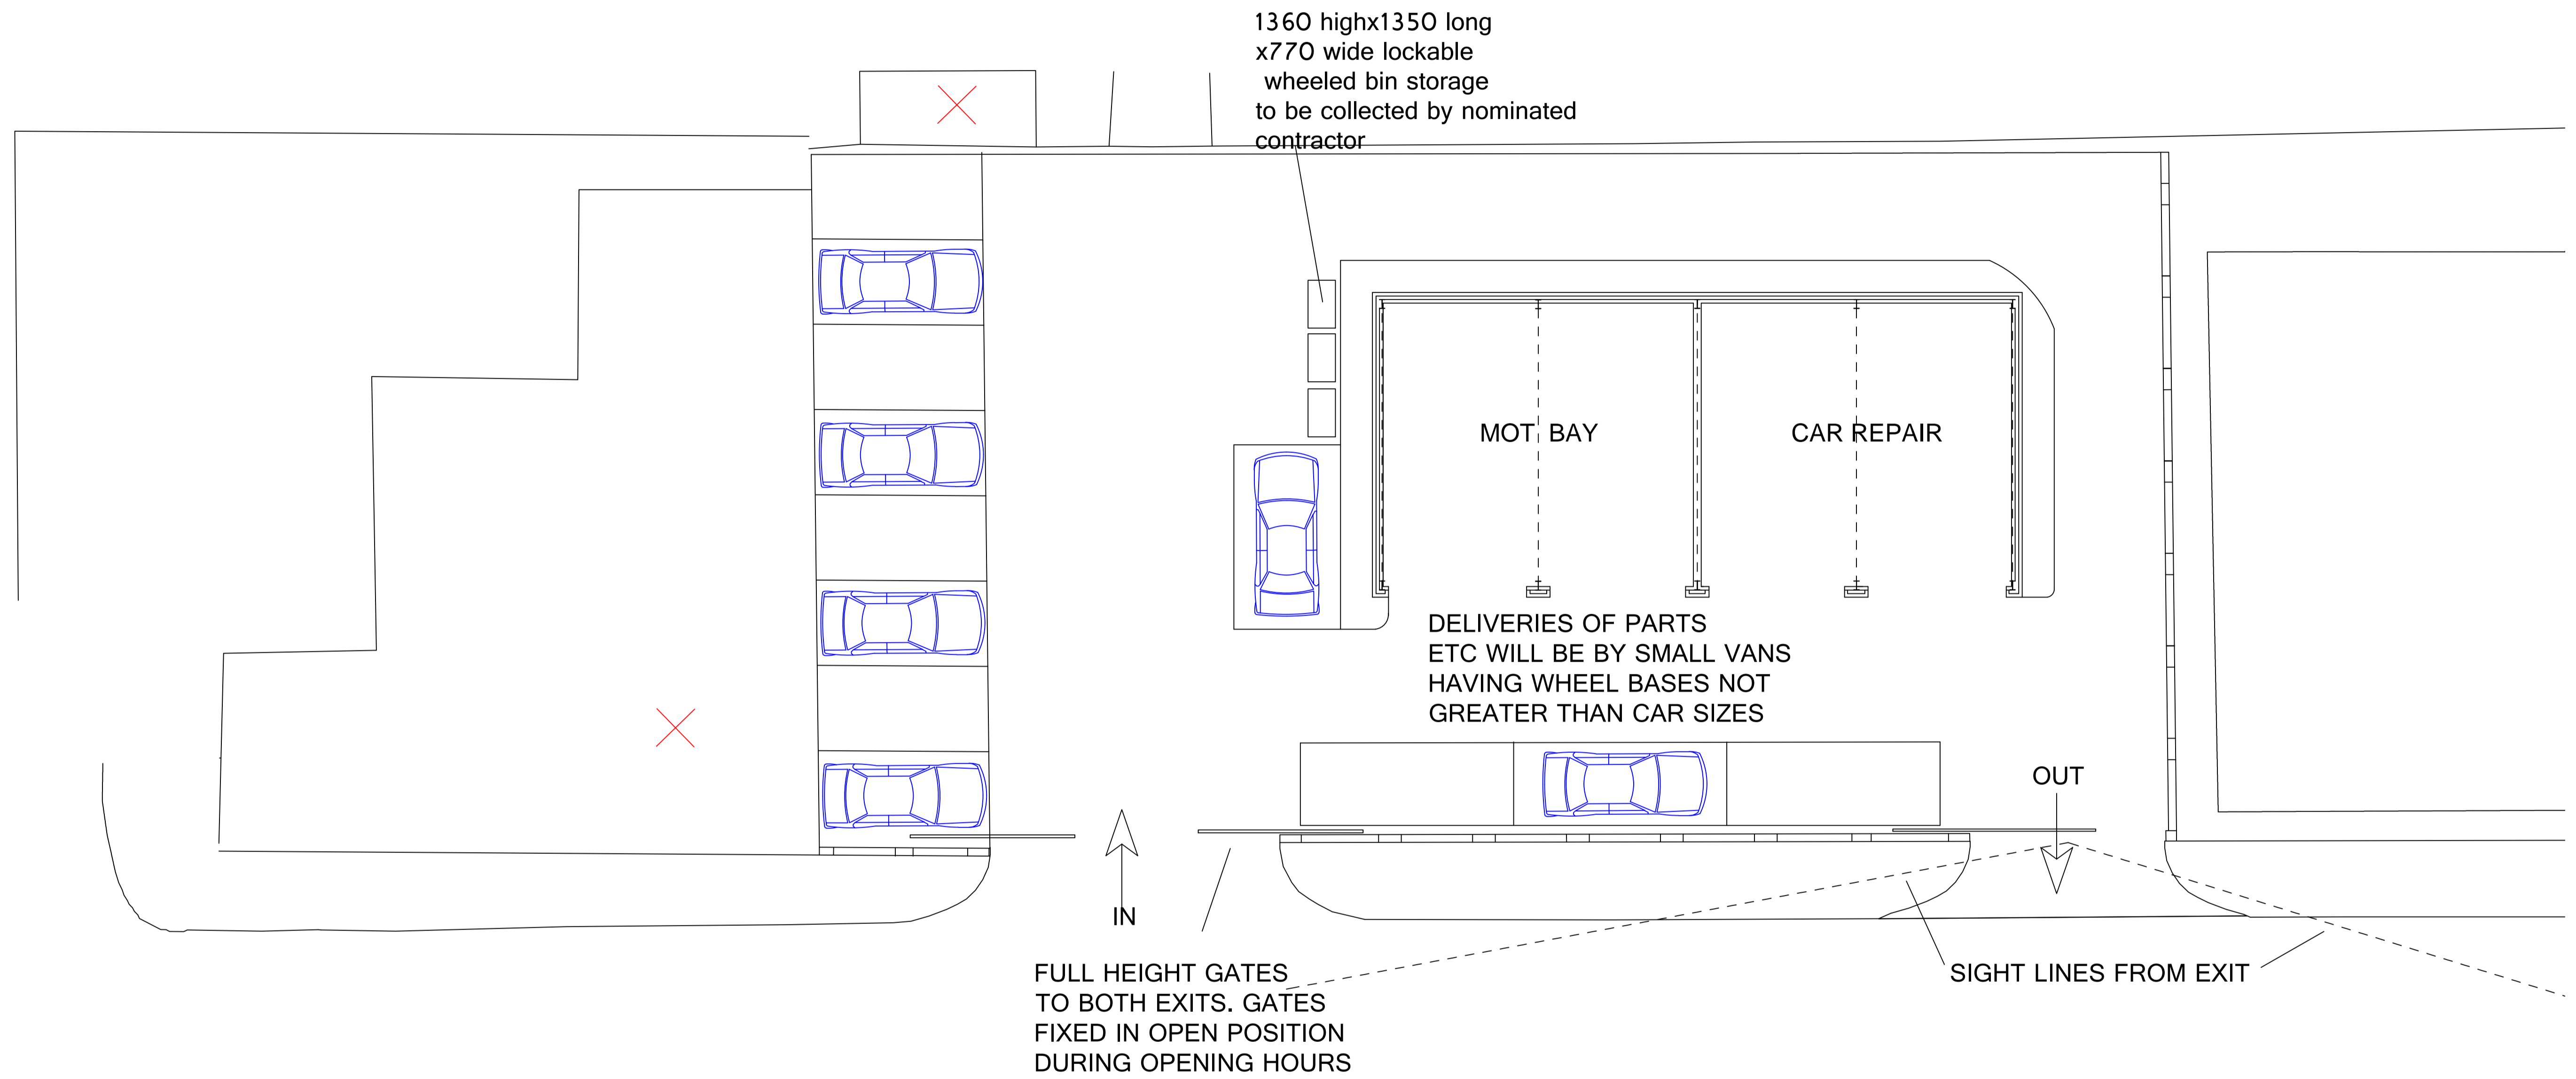 1360 highx1350 long
x770 wide lockable
wheeled bin storage
to be collected by nominated
contractor
MOT BAY
CAR REPAIR
DELIVERIES OF PARTS
ETC WILL BE BY SMALL VANS
HAVING WHEEL BASES NOT
GREATER THAN CAR SIZES
OUT
IN
FULL HEIGHT GATES
TO BOTH EXITS. GATES
FIXED IN OPEN POSITION
DURING OPENING HOURS
SIGHT LINES FROM EXIT